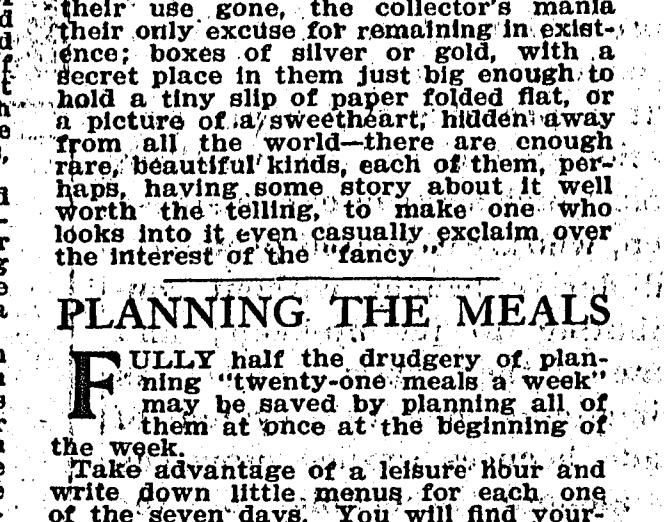 their use gone, the collector's mania
their only excuse for remaining in exist-
ence; boxes of silver or gold, with a
secret place in them just big enough to
hold a tiny slip of paper folded flat, or
a picture of a sweetheart, hidden away
from all the world—there are enough
rare, beautiful kinds, each of them, per-
haps, having some story about it well
worth the telling, to make one who
looks into it even casually exclaim over
the interest of the "fancy"
PLANNING THE MEALS
FULLY half the drudgery of plan-
ning "twenty-one meals a week"
may be saved by planning all of
them at once at the beginning of
the week.
Take advantage of a leisure hour and
write down little menus for each one
of the seven days. You will find your-